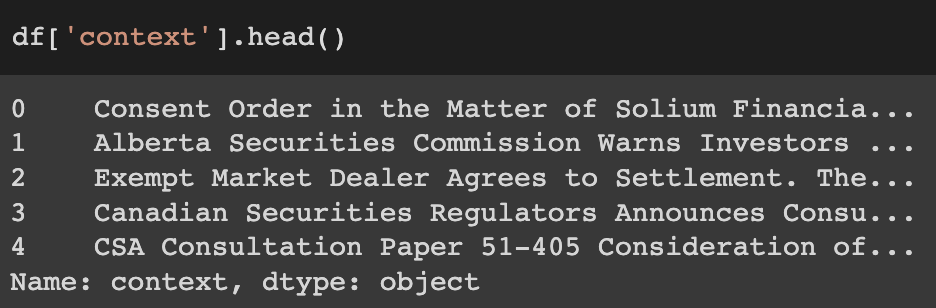 df['context'].head()
0 Consent Order in the Matter of Solium Financia...
1 Alberta Securities Commission Warns Investors ...
2 Exempt Market Dealer Agrees to Settlement. The...
3 Canadian Securities Regulators Announces Consu...
4 CSA Consultation Paper 51-405 Consideration of...
Name: context, dtype: object